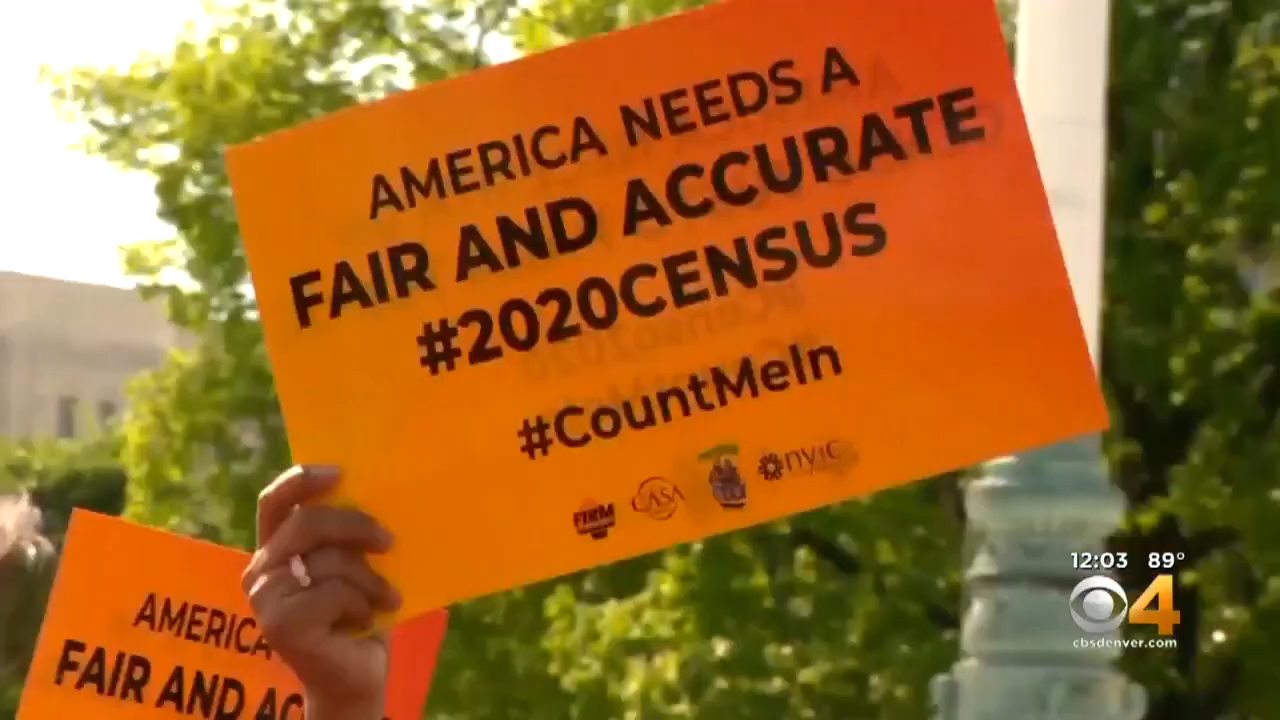 AMERICA NEEDS A
FAIR AND ACCURATE
#2020CENSUS
#CountMeIn
FIRM
CASA
nyic
AMERICA
FAIR AND AC
12:03 89°
4
cbsdenver.com